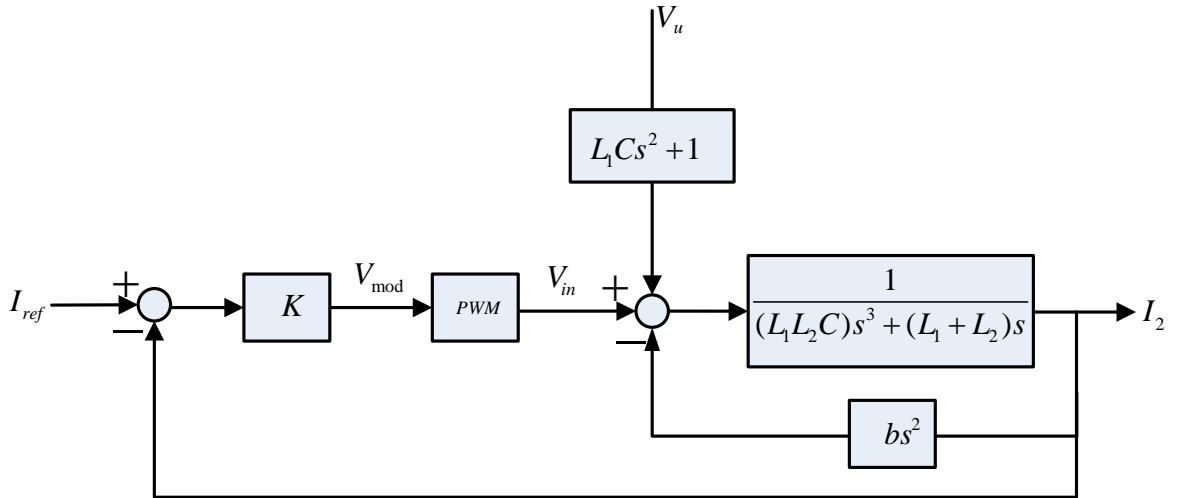 V_u
L_1Cs^2 + 1
+
I_ref
−
K
V_mod
PWM
V_in
+
−
1
(L_1L_2C)s^3 + (L_1 + L_2)s
I_2
bs^2